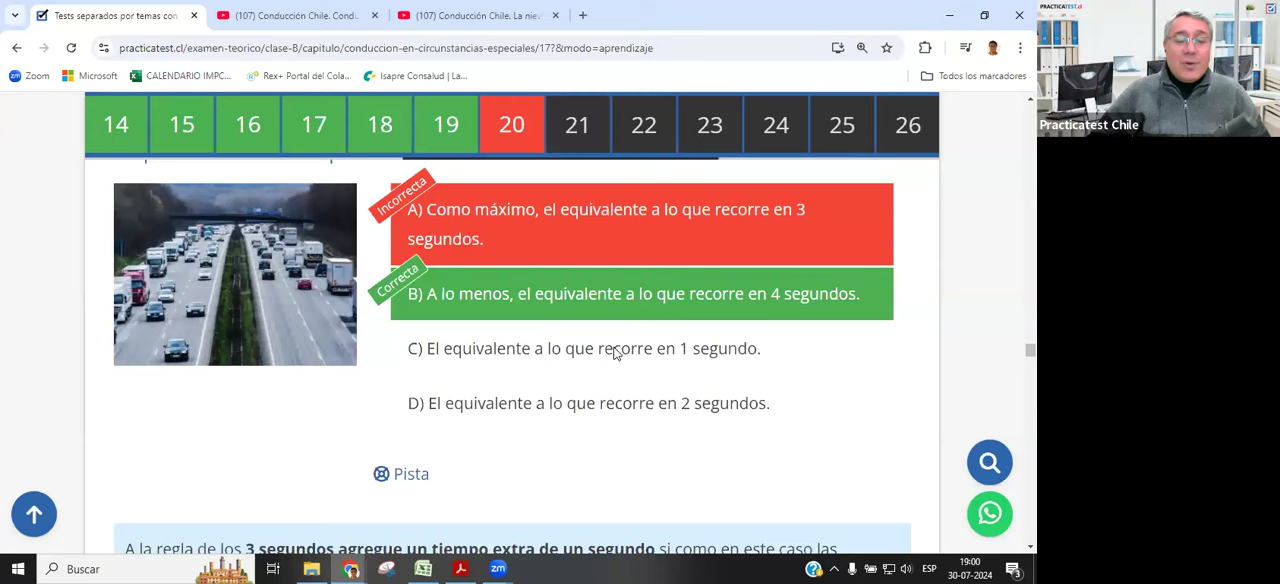 Tests separados por temas con
(107) Conducción Chile. C
(107) Conducción Chile. La nie
practicatest.cl/examen-teorico/clase-B/capitulo/conduccion-en-circunstancias-especiales/17?&modo=aprendizaje
Zoom
Microsoft
CALENDARIO IMPC...
Rex+ Portal del Col
Isapre Consalud | La...
Todos los marcadores
PRACTICATEST.cl
Practicatest Chile
14 15 16 17 18 19 20 21 22 23 24 25 26
Incorrecta
A) Como máximo, el equivalente a lo que recorre en 3
segundos.
Correcta
B) A lo menos, el equivalente a lo que recorre en 4 segundos.
C) El equivalente a lo que recorre en 1 segundo.
D) El equivalente a lo que recorre en 2 segundos.
Pista
A la regla de los 3 segundos agregue un tiempo extra de un segundo si como en este caso las
Buscar
ESP
19:00
30-07-2024